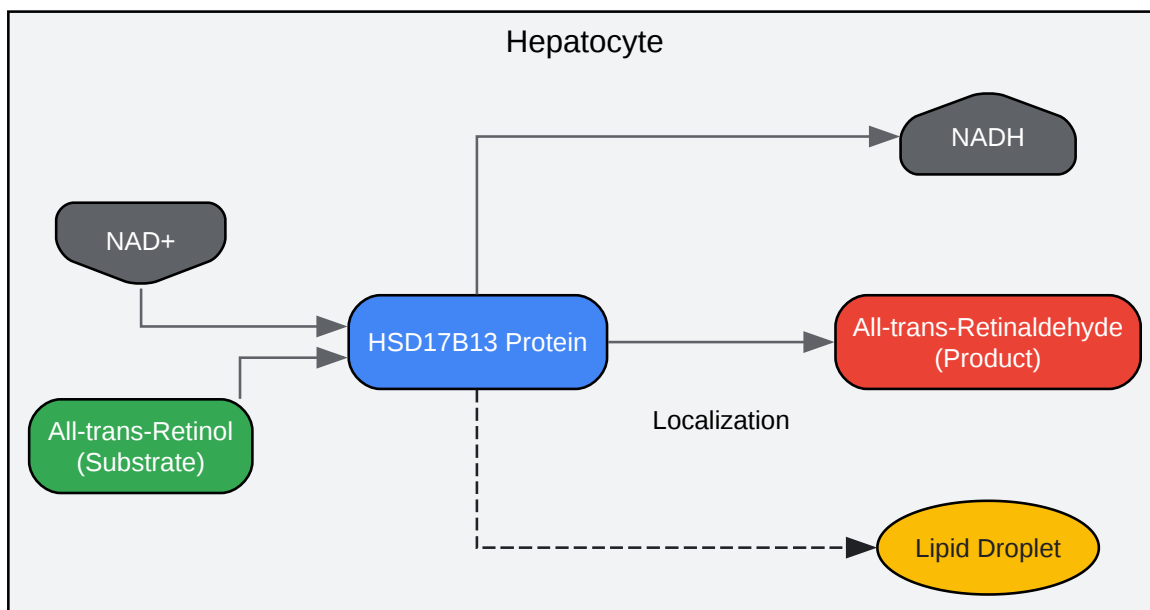 Hepatocyte
NADH
NAD+
HSD17B13 Protein
All-trans-Retinaldehyde
(Product)
All-trans-Retinol
(Substrate)
Localization
Lipid Droplet